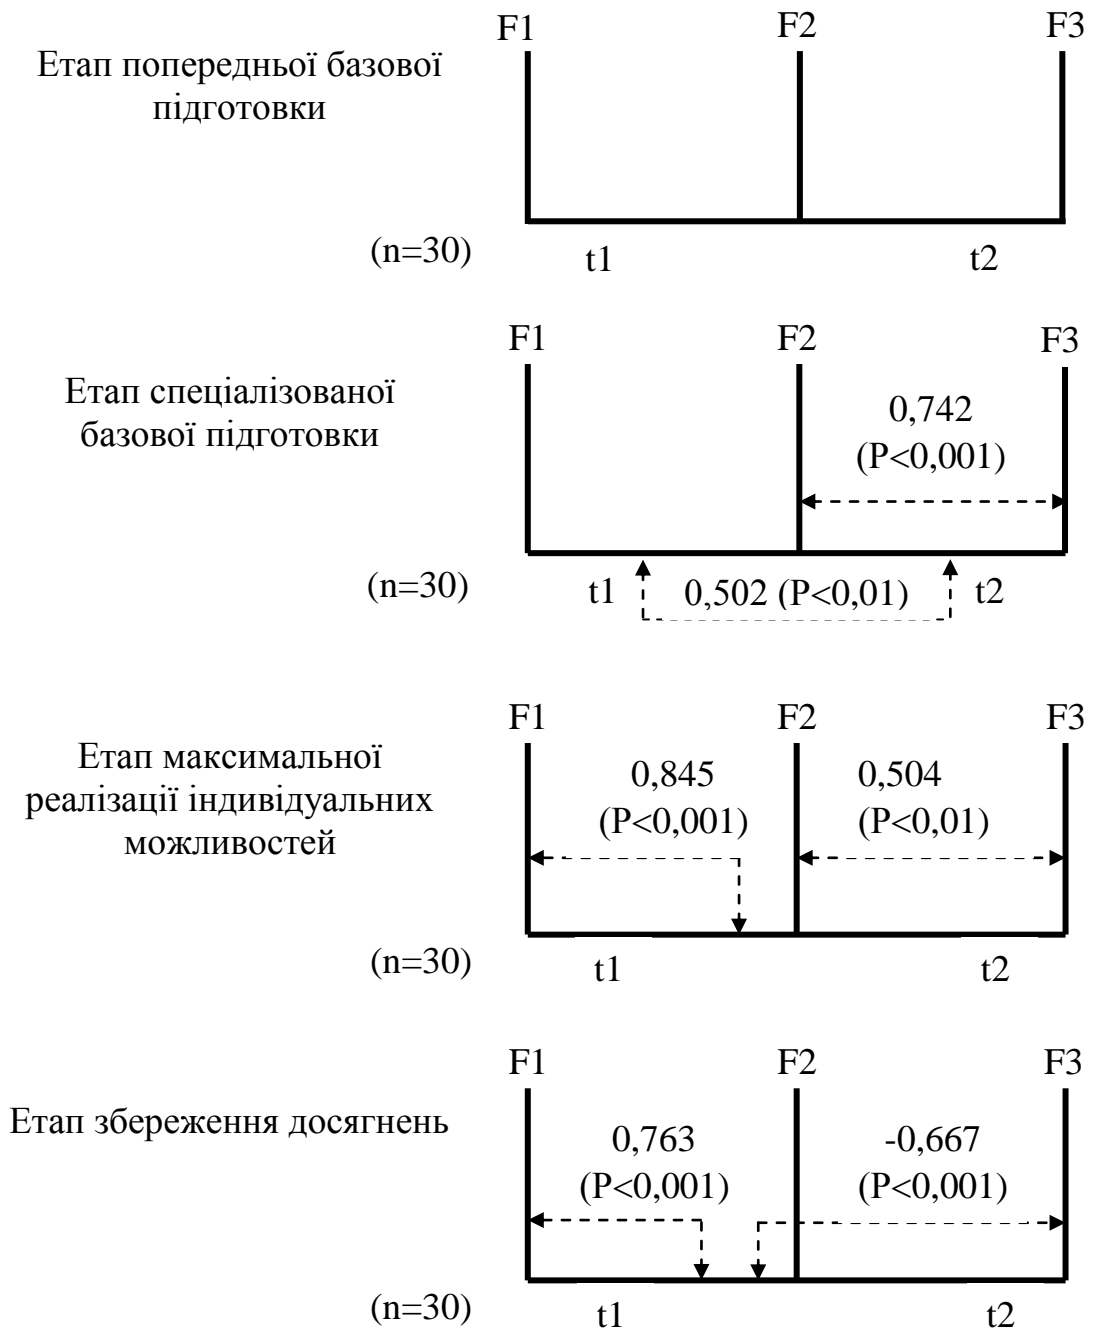 F1 F2 F3
Етап попередньої базової
підготовки
(n=30) t1 t2
F1 F2 F3
Етап спеціалізованої
базової підготовки
0,742
(P<0,001)
(n=30) t1 0,502 (P<0,01) t2
F1 F2 F3
Етап максимальної
реалізації індивідуальних
можливостей
0,845 0,504
(P<0,001) (P<0,01)
(n=30) t1 t2
F1 F2 F3
Етап збереження досягнень
0,763 -0,667
(P<0,001) (P<0,001)
(n=30) t1 t2